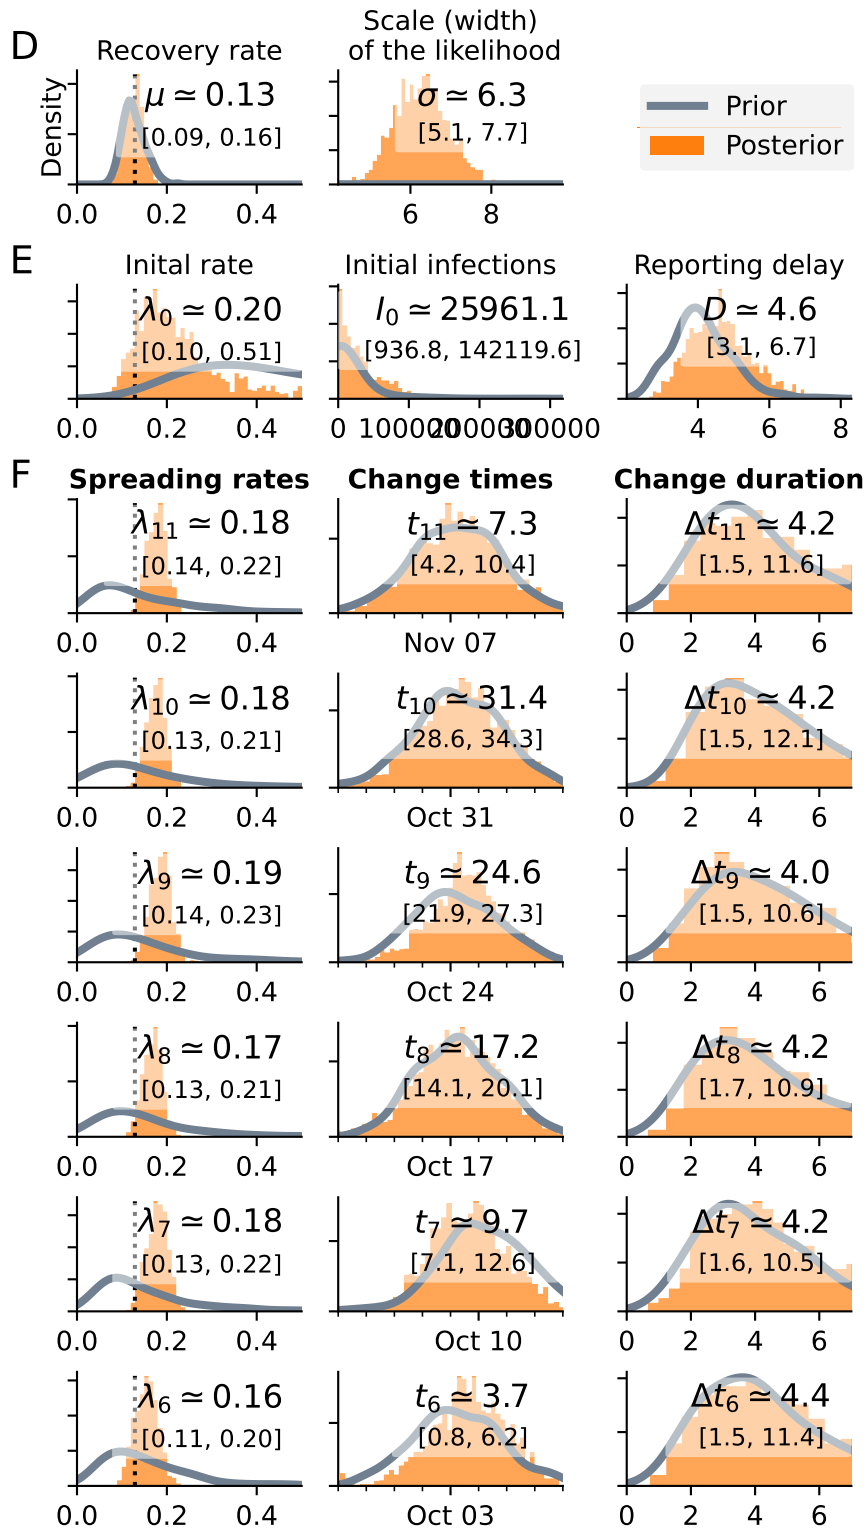 D
Recovery rate
Scale (width)
of the likelihood
Density
μ ≃ 0.13
[0.09, 0.16]
σ ≃ 6.3
[5.1, 7.7]
Prior
Posterior
0.0 0.2 0.4
6 8
E
Inital rate
Initial infections
Reporting delay
λ0 ≃ 0.20
[0.10, 0.51]
I0 ≃ 25961.1
[936.8, 142119.6]
D ≃ 4.6
[3.1, 6.7]
0.0 0.2 0.4
0 100000 200000 300000
4 6 8
F
Spreading rates
Change times
Change duration
λ11 ≃ 0.18
[0.14, 0.22]
t11 ≃ 7.3
[4.2, 10.4]
Δt11 ≃ 4.2
[1.5, 11.6]
0.0 0.2 0.4
Nov 07
0 2 4 6
λ10 ≃ 0.18
[0.13, 0.21]
t10 ≃ 31.4
[28.6, 34.3]
Δt10 ≃ 4.2
[1.5, 12.1]
0.0 0.2 0.4
Oct 31
0 2 4 6
λ9 ≃ 0.19
[0.14, 0.23]
t9 ≃ 24.6
[21.9, 27.3]
Δt9 ≃ 4.0
[1.5, 10.6]
0.0 0.2 0.4
Oct 24
0 2 4 6
λ8 ≃ 0.17
[0.13, 0.21]
t8 ≃ 17.2
[14.1, 20.1]
Δt8 ≃ 4.2
[1.7, 10.9]
0.0 0.2 0.4
Oct 17
0 2 4 6
λ7 ≃ 0.18
[0.13, 0.22]
t7 ≃ 9.7
[7.1, 12.6]
Δt7 ≃ 4.2
[1.6, 10.5]
0.0 0.2 0.4
Oct 10
0 2 4 6
λ6 ≃ 0.16
[0.11, 0.20]
t6 ≃ 3.7
[0.8, 6.2]
Δt6 ≃ 4.4
[1.5, 11.4]
0.0 0.2 0.4
Oct 03
0 2 4 6